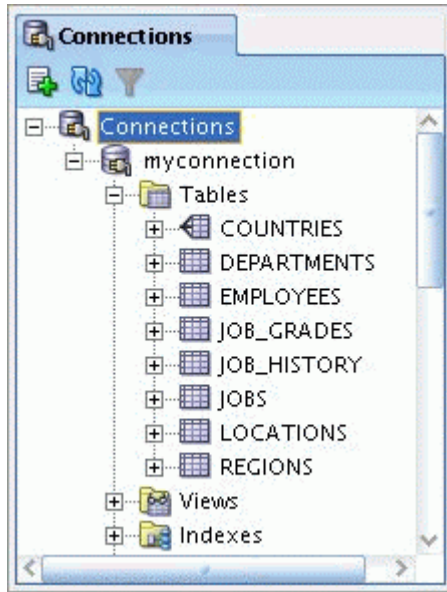 Connections
Connections
myconnection
Tables
COUNTRIES
DEPARTMENTS
EMPLOYEES
JOB_GRADES
JOB_HISTORY
JOBS
LOCATIONS
REGIONS
Views
Indexes